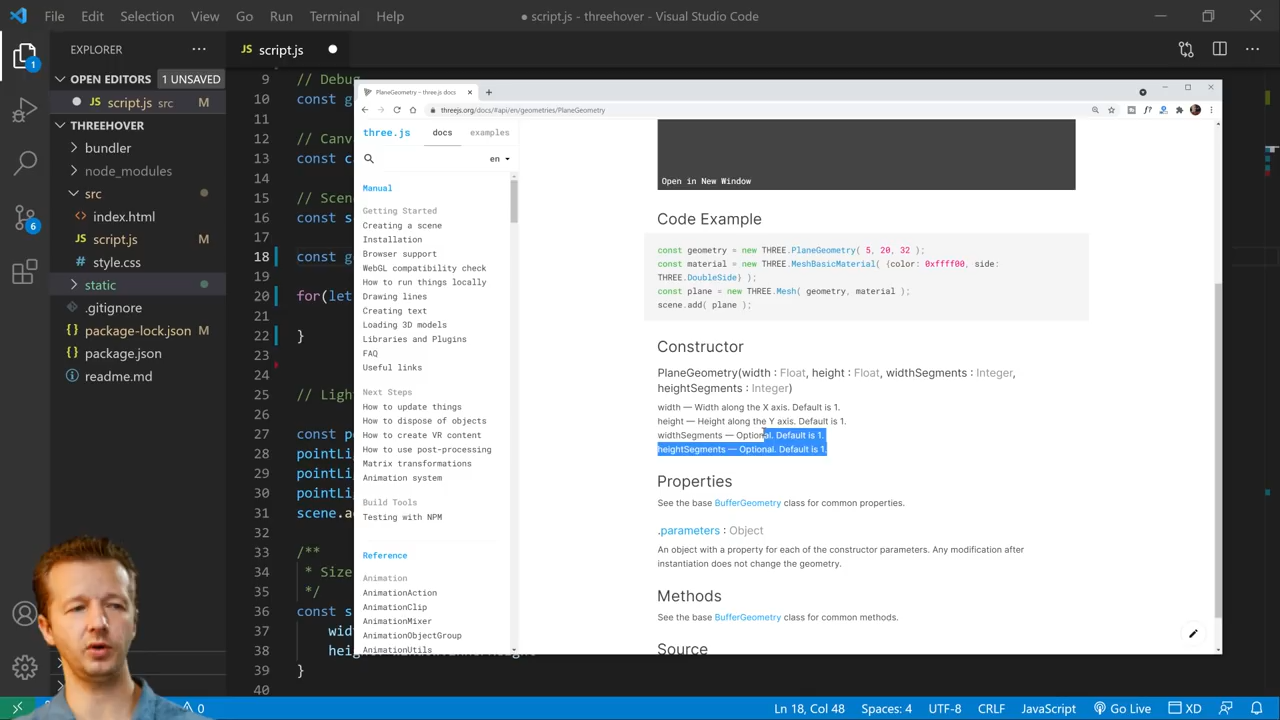 File Edit Selection View Go Run Terminal Help
● script.js - threehover - Visual Studio Code
EXPLORER
JS script.js
OPEN EDITORS 1 UNSAVED
JS script.js src M
THREEHOVER
bundler
node_modules
src
index.html
JS script.js M
styles
static
.gitignore
package-lock.json M
package.json
readme.md
1
6
9 // Debug
10 const g
11
12 // Canv
13 const c
14
15 // Scen
16 const s
18 const g
20 for(let
21
22 }
23
24
25 // Ligh
27 const p
28 pointLi
29 pointLi
30 pointLi
31 scene.a
32
33 /**
34 * Size
35 */
36 const s
37 wid
38
39 }
40
PlaneGeometry – three.js docs
threejs.org/docs/#api/en/geometries/PlaneGeometry
three.js docs examples
en
Manual
Getting Started
Creating a scene
Installation
Browser support
WebGL compatibility check
How to run things locally
Drawing lines
Creating text
Loading 3D models
Libraries and Plugins
FAQ
Useful links
Next Steps
How to update things
How to dispose of objects
How to create VR content
How to use post-processing
Matrix transformations
Animation system
Build Tools
Testing with NPM
Reference
Animation
AnimationAction
AnimationClip
AnimationMixer
AnimationObjectGroup
AnimationUtils
Open in New Window
Code Example
const geometry = new THREE.PlaneGeometry( 5, 20, 32 );
const material = new THREE.MeshBasicMaterial( {color: 0xffff00, side:
THREE.DoubleSide} );
const plane = new THREE.Mesh( geometry, material );
scene.add( plane );
Constructor
PlaneGeometry(width : Float, height : Float, widthSegments : Integer,
heightSegments : Integer)
width — Width along the X axis. Default is 1.
height — Height along the Y axis. Default is 1.
widthSegments — Optional. Default is 1.
heightSegments — Optional. Default is 1.
Properties
See the base BufferGeometry class for common properties.
.parameters : Object
An object with a property for each of the constructor parameters. Any modification after
instantiation does not change the geometry.
Methods
See the base BufferGeometry class for common methods.
Source
0
Ln 18, Col 48 Spaces: 4 UTF-8 CRLF JavaScript Go Live XD